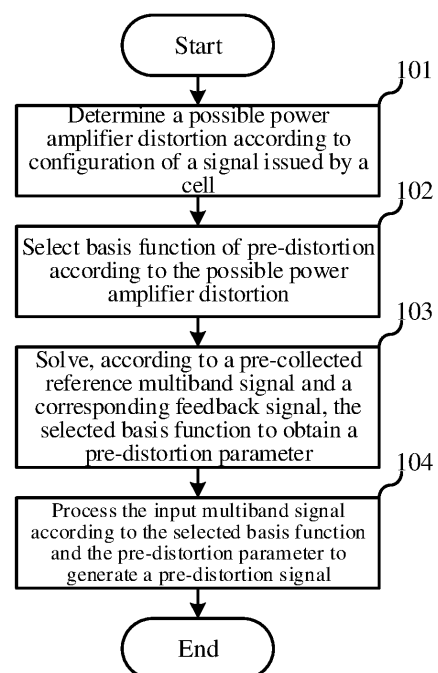 Start
101
Determine a possible power
amplifier distortion according to
configuration of a signal issued by a
cell
102
Select basis function of pre-distortion
according to the possible power
amplifier distortion
103
Solve, according to a pre-collected
reference multiband signal and a
corresponding feedback signal, the
selected basis function to obtain a
pre-distortion parameter
104
Process the input multiband signal
according to the selected basis function
and the pre-distortion parameter to
generate a pre-distortion signal
End